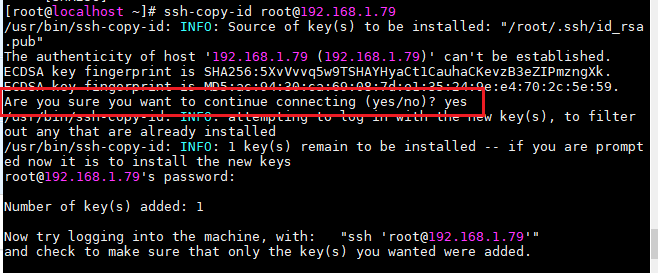 [root@localhost ~]# ssh-copy-id root@192.168.1.79
/usr/bin/ssh-copy-id: INFO: Source of key(s) to be installed: "/root/.ssh/id_rsa
.pub"
The authenticity of host '192.168.1.79 (192.168.1.79)' can't be established.
ECDSA key fingerprint is SHA256:5XvVvvq5w9TSHAYHyaCt1CauhaCKevzB3eZIPmzngXk.
ECDSA key fingerprint is MD5:ac:94:30:ca:69:08:7d:e1:35:24:9e:e4:70:2c:5e:59.
Are you sure you want to continue connecting (yes/no)? yes
/usr/bin/ssh-copy-id: INFO: attempting to log in with the new key(s), to filter
out any that are already installed
/usr/bin/ssh-copy-id: INFO: 1 key(s) remain to be installed -- if you are prompt
ed now it is to install the new keys
root@192.168.1.79's password:
Number of key(s) added: 1
Now try logging into the machine, with:   "ssh 'root@192.168.1.79'"
and check to make sure that only the key(s) you wanted were added.